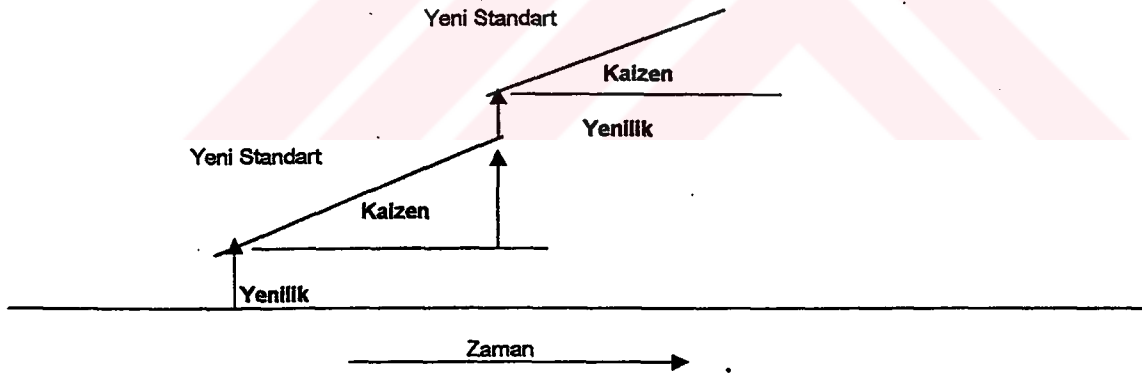 Yeni Standart
Kaizen
Yenilik
Yeni Standart
Kaizen
Yenilik
Zaman